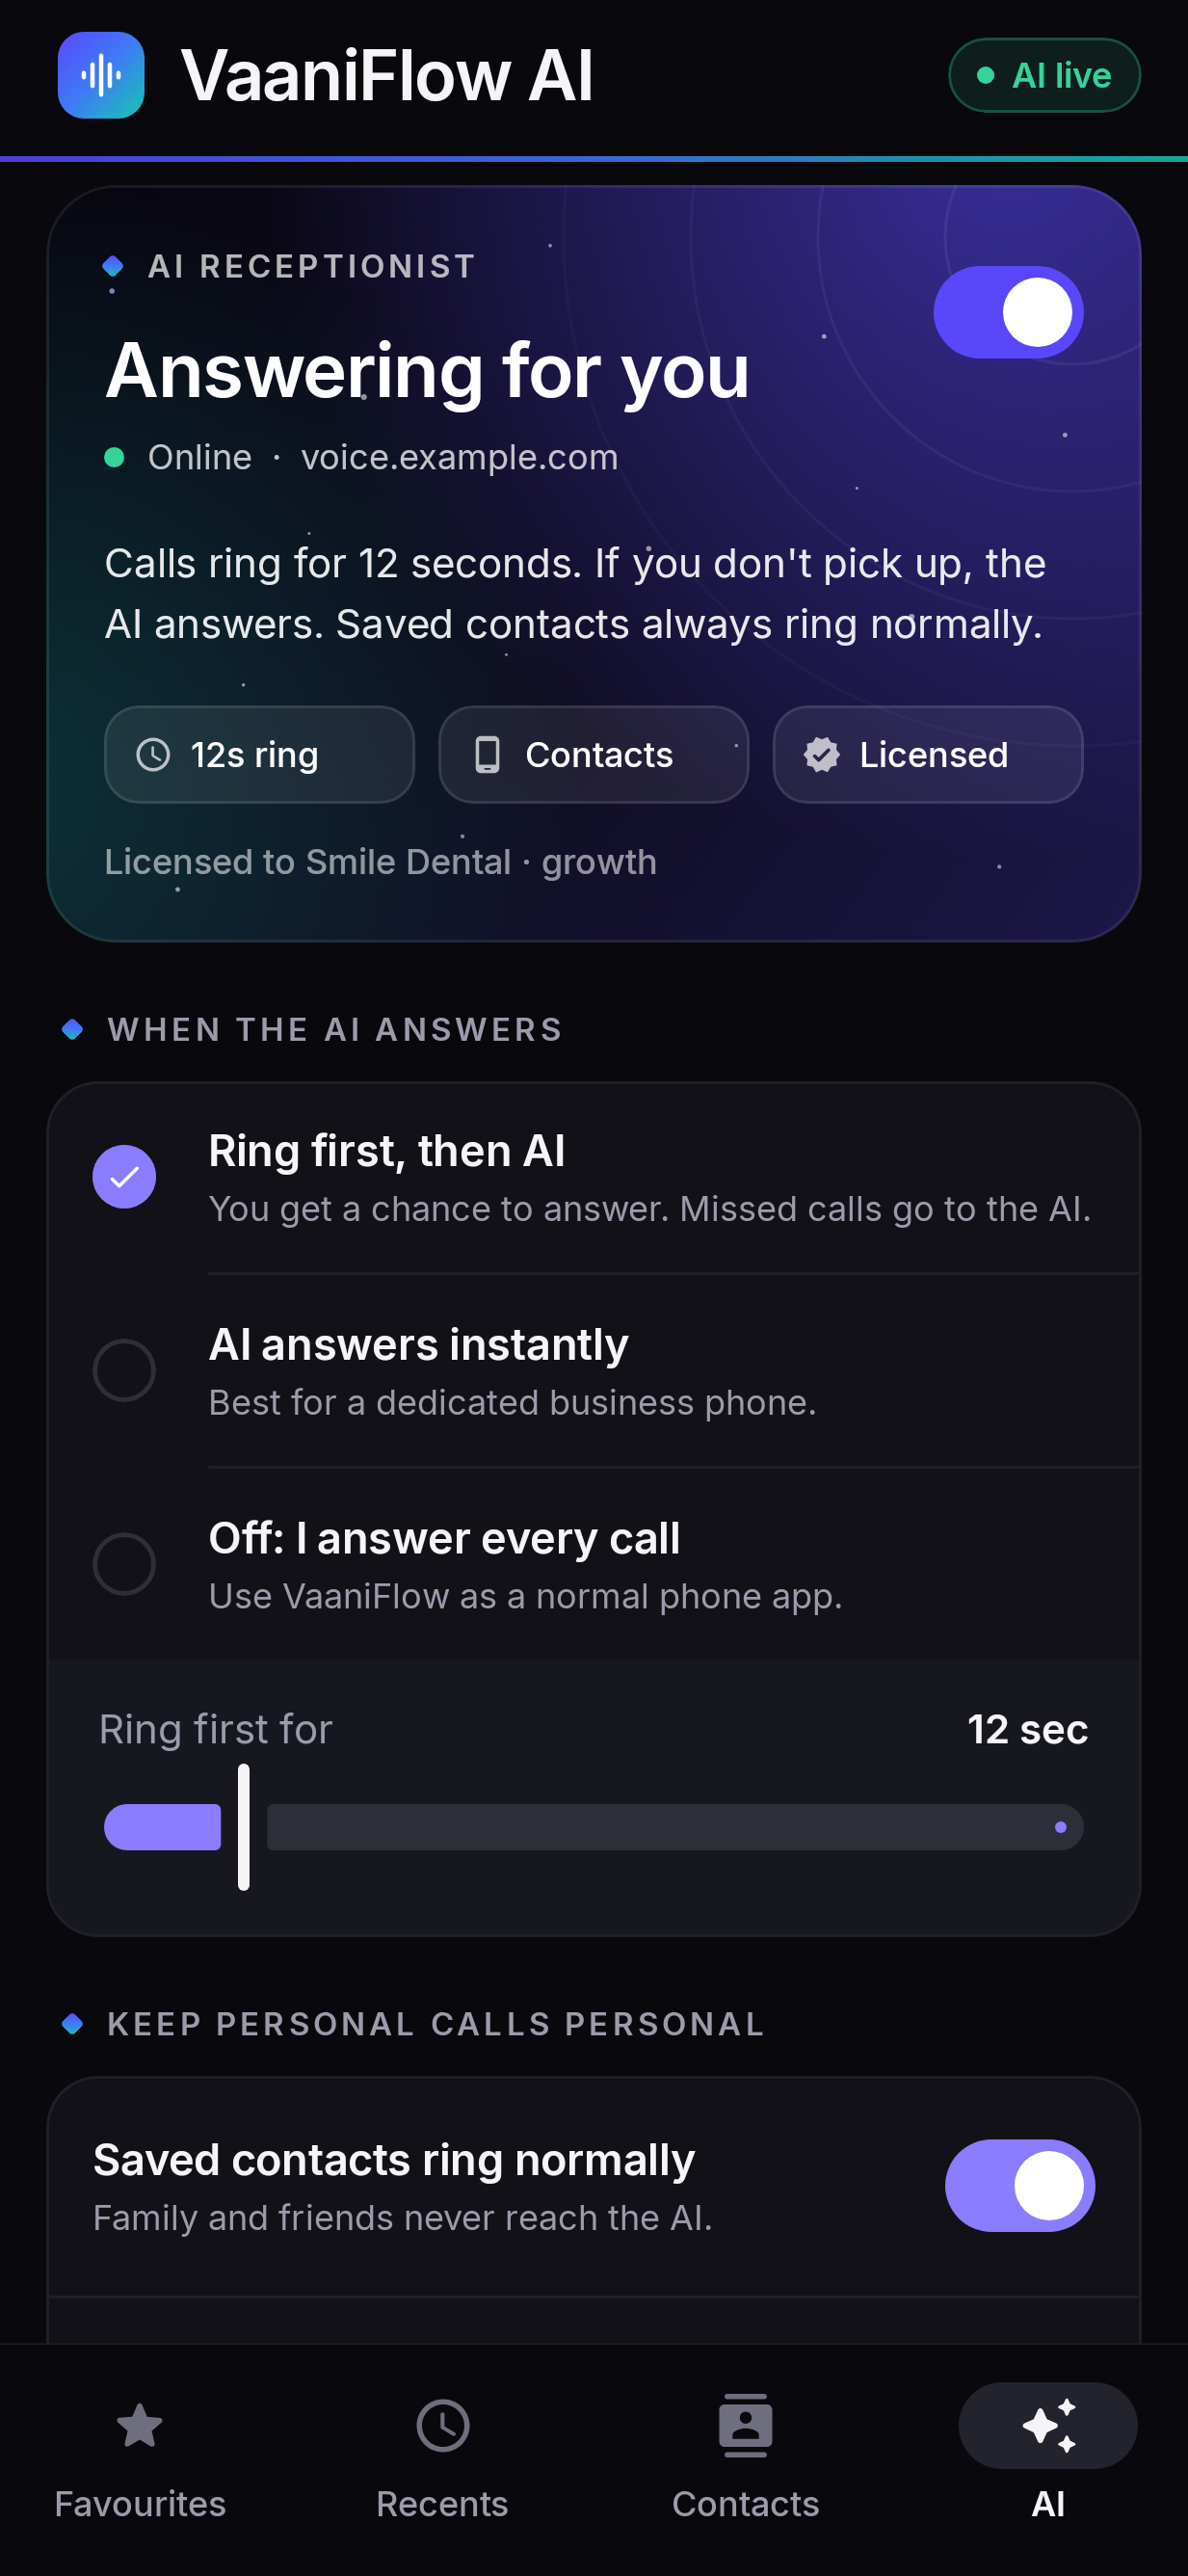 VaaniFlow AI
AI live
AI RECEPTIONIST
Answering for you
Online · voice.example.com
Calls ring for 12 seconds. If you don't pick up, the
AI answers. Saved contacts always ring normally.
12s ring
Contacts
Licensed
Licensed to Smile Dental · growth
WHEN THE AI ANSWERS
Ring first, then AI
You get a chance to answer. Missed calls go to the AI.
AI answers instantly
Best for a dedicated business phone.
Off: I answer every call
Use VaaniFlow as a normal phone app.
Ring first for
12 sec
KEEP PERSONAL CALLS PERSONAL
Saved contacts ring normally
Family and friends never reach the AI.
Favourites
Recents
Contacts
AI